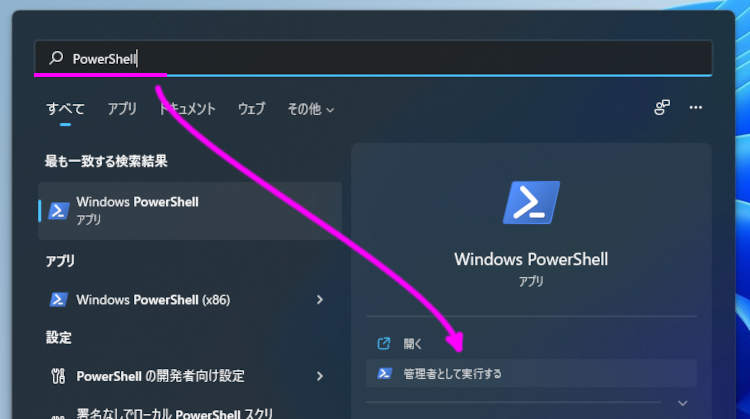 PowerShell
すべて アプリ ドキュメント ウェブ その他
最も一致する検索結果
Windows PowerShell
アプリ
アプリ
Windows PowerShell (x86)
設定
PowerShell の開発者向け設定
署名なしでローカル PowerShell スクリ
Windows PowerShell
アプリ
開く
管理者として実行する